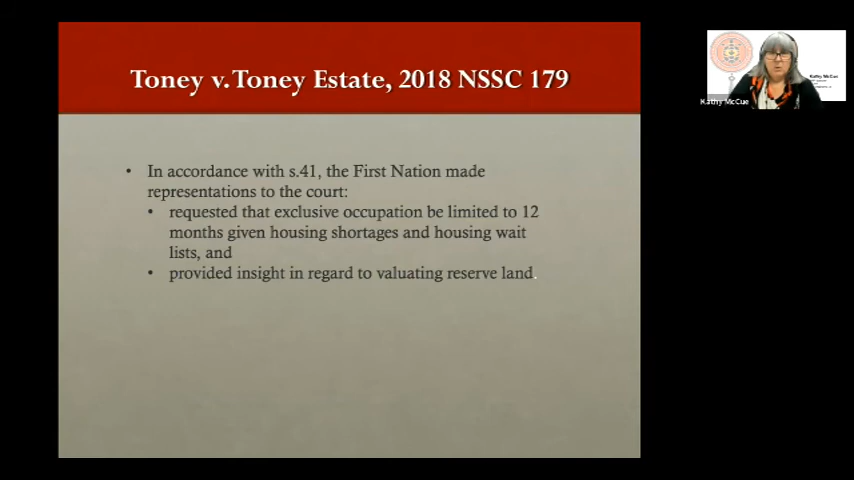 Toney v. Toney Estate, 2018 NSSC 179
• In accordance with s.41, the First Nation made
representations to the court:
• requested that exclusive occupation be limited to 12
months given housing shortages and housing wait
lists, and
• provided insight in regard to valuating reserve land.
Kathy McCue
Kathy McCue